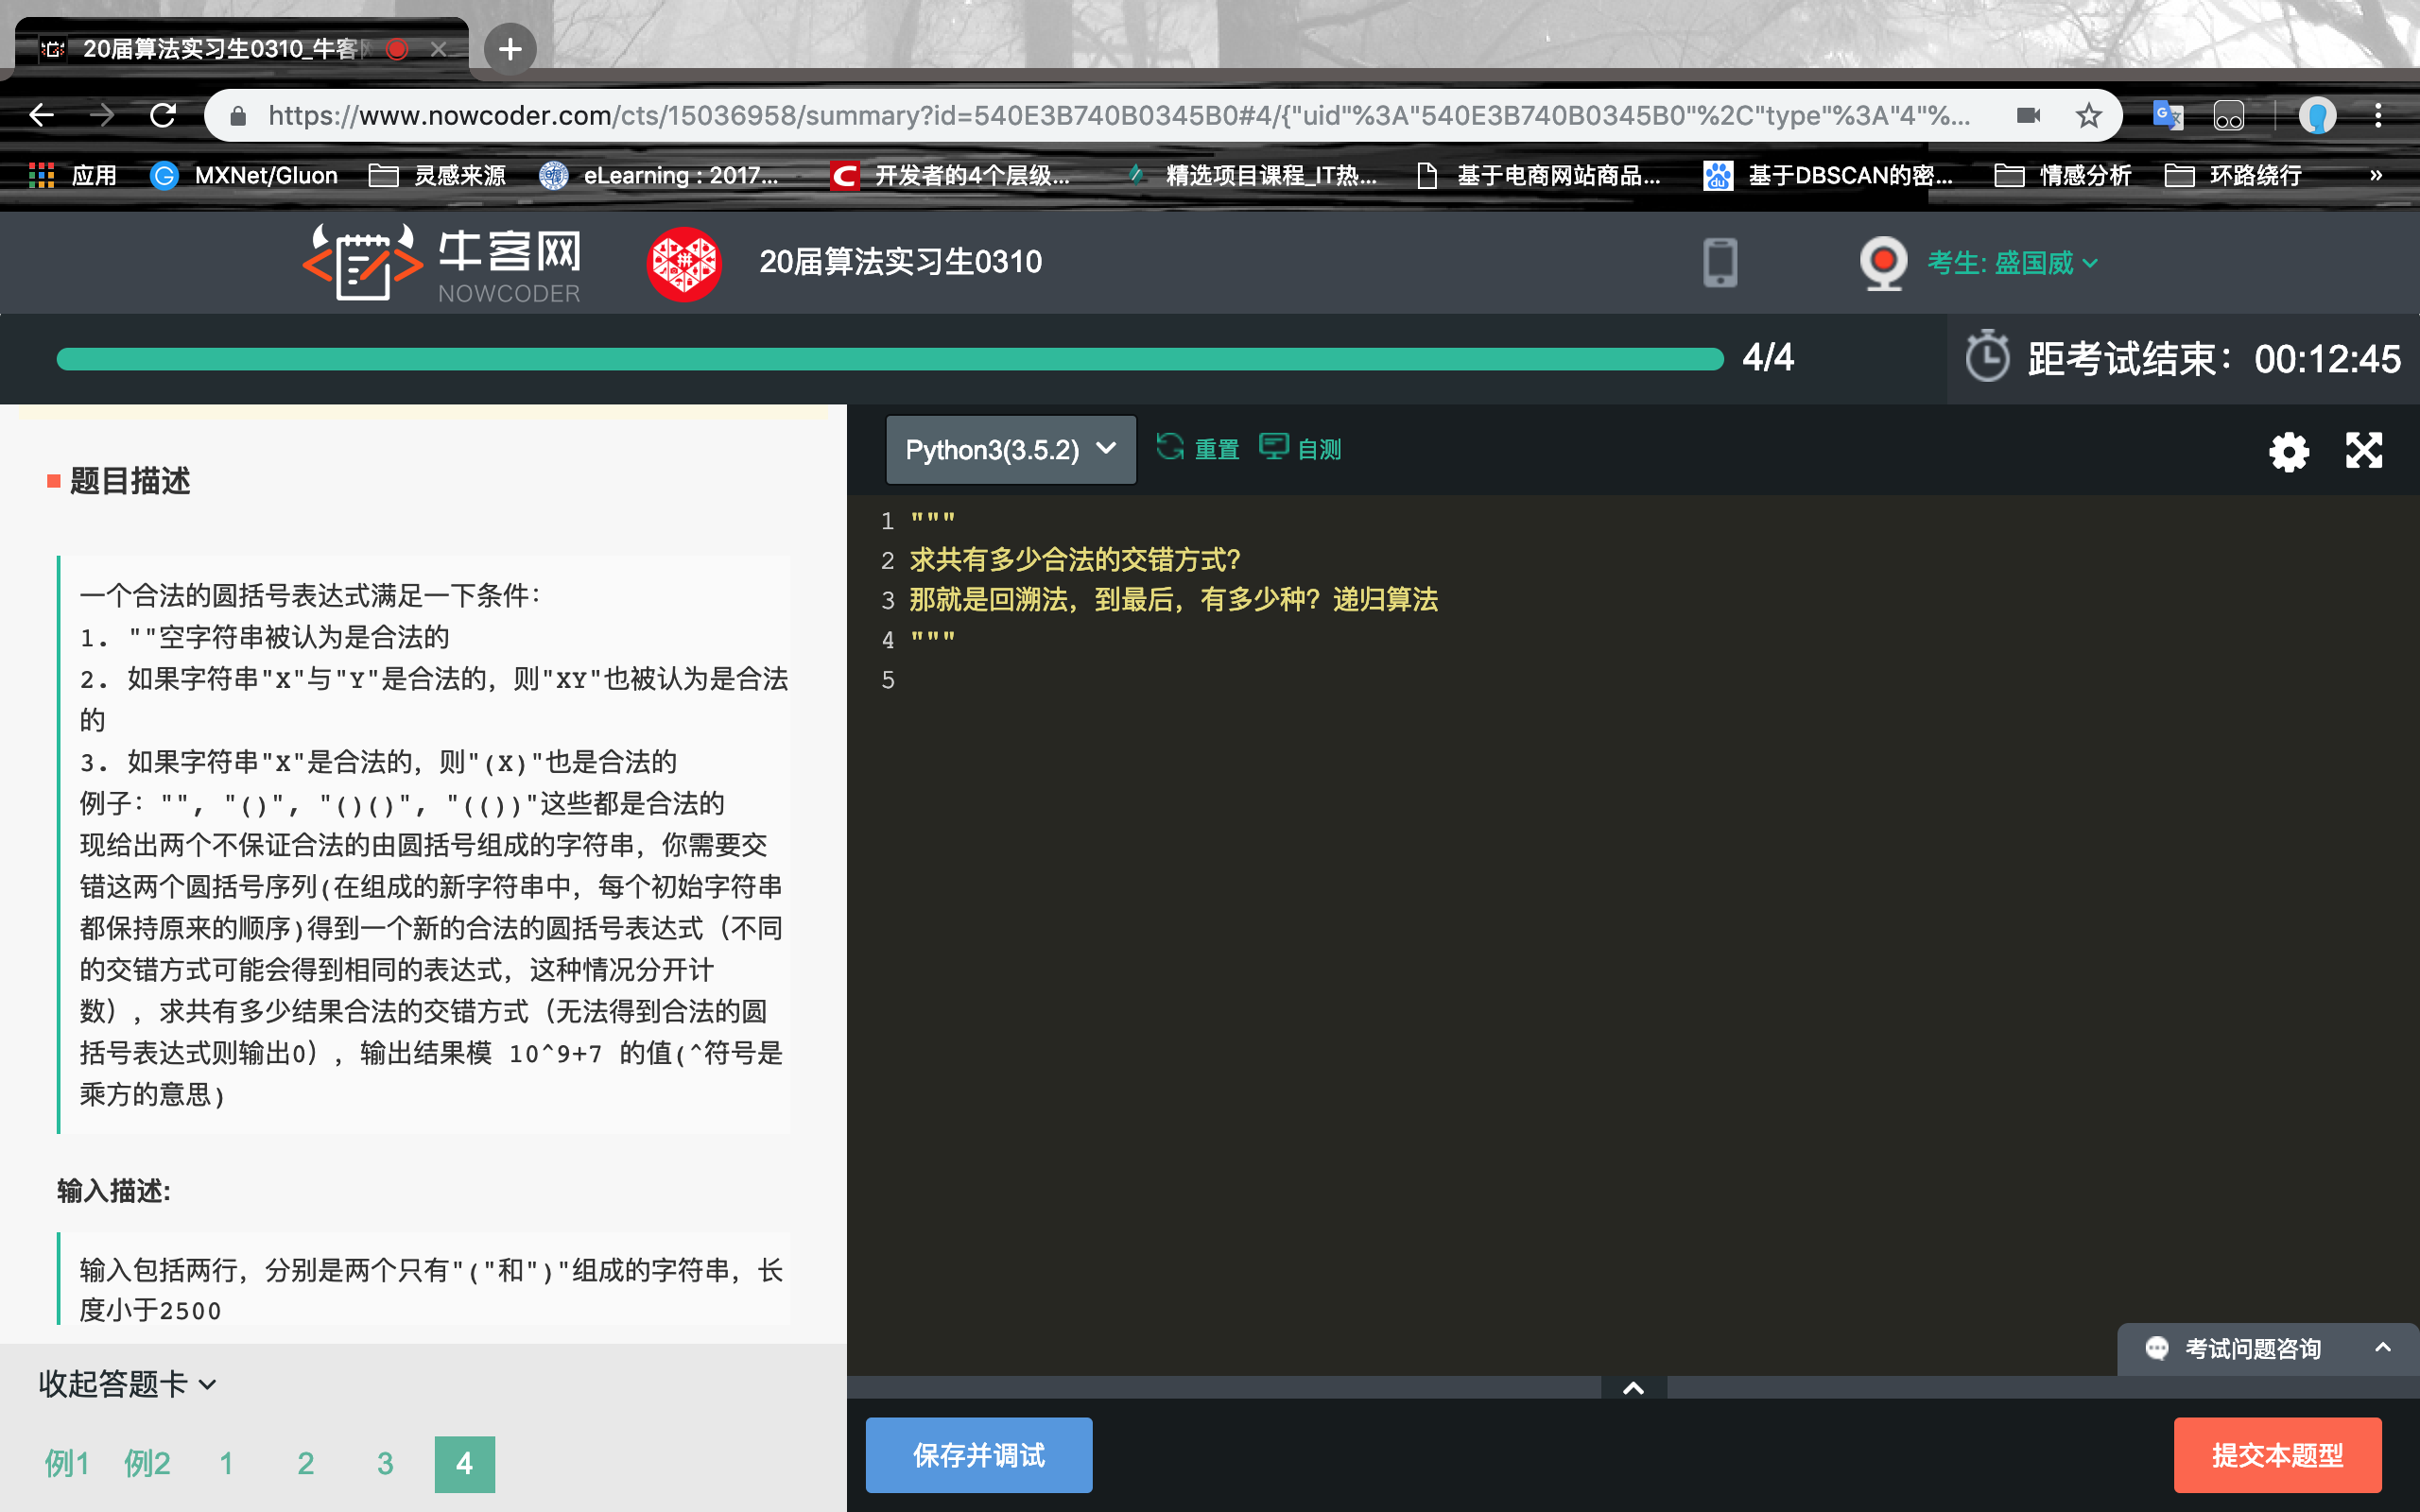 20届算法实习生0310_牛客
https://www.nowcoder.com/cts/15036958/summary?id=540E3B740B0345B0#4/{"uid"%3A"540E3B740B0345B0"%2C"type"%3A"4"%...
应用
MXNet/Gluon
灵感来源
eLearning : 2017...
开发者的4个层级...
精选项目课程_IT热...
基于电商网站商品...
基于DBSCAN的密...
情感分析
环路绕行
»
牛客网
NOWCODER
拼
20届算法实习生0310
考生: 盛国威
4/4
距考试结束：00:12:45
题目描述
Python3(3.5.2)
重置
自测
一个合法的圆括号表达式满足一下条件：
1. ""空字符串被认为是合法的
2. 如果字符串"X"与"Y"是合法的，则"XY"也被认为是合法
的
3. 如果字符串"X"是合法的，则"(X)"也是合法的
例子："", "()", "()()", "(())"这些都是合法的
现给出两个不保证合法的由圆括号组成的字符串，你需要交
错这两个圆括号序列(在组成的新字符串中，每个初始字符串
都保持原来的顺序)得到一个新的合法的圆括号表达式（不同
的交错方式可能会得到相同的表达式，这种情况分开计
数），求共有多少结果合法的交错方式（无法得到合法的圆
括号表达式则输出0），输出结果模 10^9+7 的值(^符号是
乘方的意思)
输入描述:
输入包括两行，分别是两个只有"("和")"组成的字符串，长
度小于2500
1 """
2 求共有多少合法的交错方式？
3 那就是回溯法，到最后，有多少种？递归算法
4 """
5
收起答题卡
例1 例2 1 2 3 4
考试问题咨询
保存并调试
提交本题型